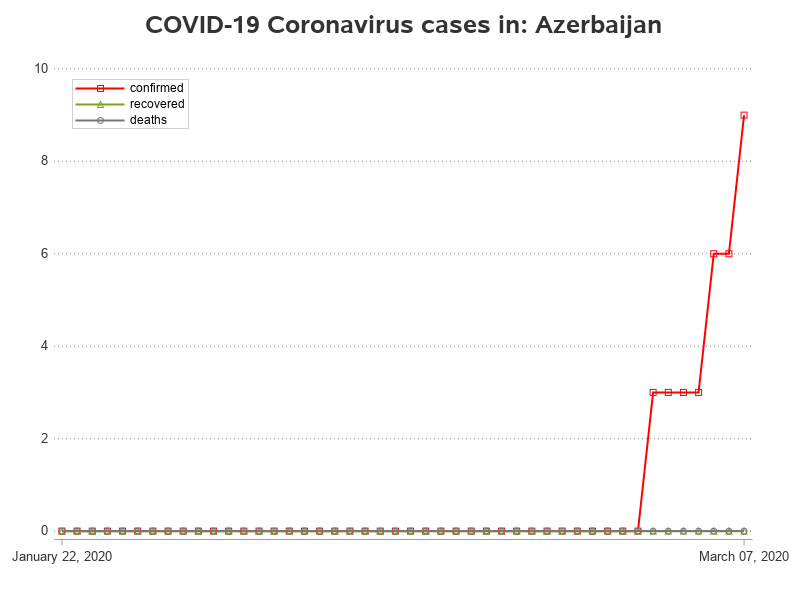 COVID-19 Coronavirus cases in: Azerbaijan
10
confirmed
recovered
deaths
8
6
4
2
0
January 22, 2020
March 07, 2020